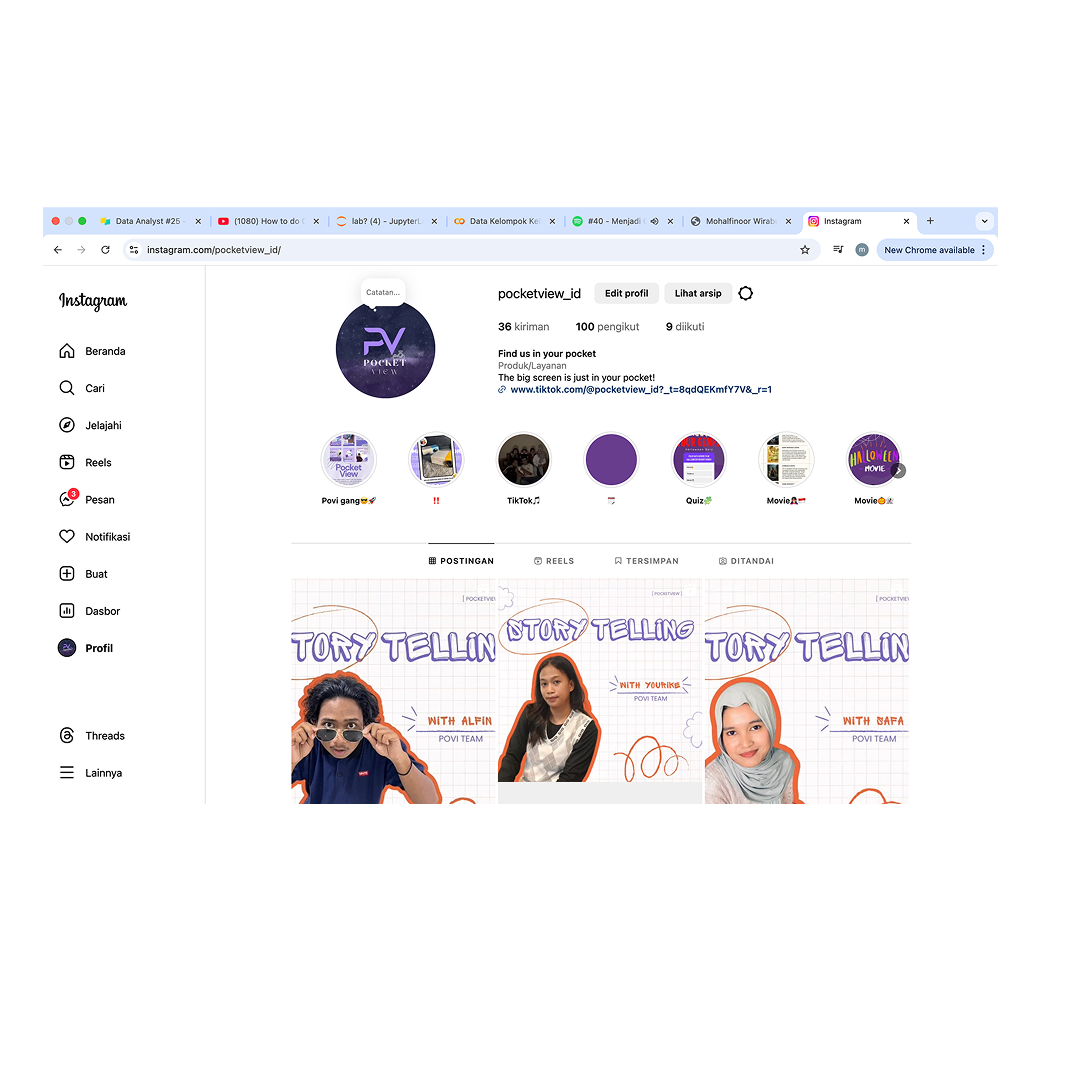 Data Analyst #25 -
(1080) How to do
lab? (4) - JupyterL
Data Kelompok Ke
#40 - Menjadi
Mohalfinoor Wirab
Instagram
instagram.com/pocketview_id/
m
New Chrome available
Instagram
Beranda
Cari
Jelajahi
Reels
3
Pesan
Notifikasi
Buat
Dasbor
Profil
Threads
Lainnya
Catatan...
PV
POCKET
VIEW
pocketview_id
Edit profil
Lihat arsip
36 kiriman
100 pengikut
9 diikuti
Find us in your pocket
Produk/Layanan
The big screen is just in your pocket!
www.tiktok.com/@pocketview_id?_t=8qdQEKmfY7V&_r=1
Pocket
View
HALLOWEEN
MOVIE
Povi gang😎🚀
‼️
TikTok🎵
Quiz
Movie
Movie🎃
POSTINGAN
REELS
TERSIMPAN
DITANDAI
[ POCKETVIEW
TORY TELLIN
WITH ALFIN
POVI TEAM
[ POCKETVIEW ]
STORY TELLING
WITH YOURIKE
POVI TEAM
[ POCKETVIEW
TORY TELLIN
WITH SAFA
POVI TEAM